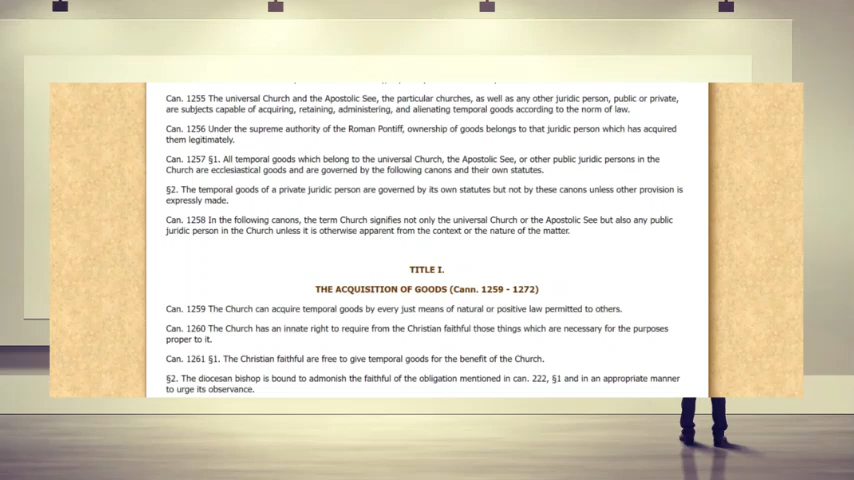 Can. 1255 The universal Church and the Apostolic See, the particular churches, as well as any other juridic person, public or private,
are subjects capable of acquiring, retaining, administering, and alienating temporal goods according to the norm of law.
Can. 1256 Under the supreme authority of the Roman Pontiff, ownership of goods belongs to that juridic person which has acquired
them legitimately.
Can. 1257 §1. All temporal goods which belong to the universal Church, the Apostolic See, or other public juridic persons in the
Church are ecclesiastical goods and are governed by the following canons and their own statutes.
§2. The temporal goods of a private juridic person are governed by its own statutes but not by these canons unless other provision is
expressly made.
Can. 1258 In the following canons, the term Church signifies not only the universal Church or the Apostolic See but also any public
juridic person in the Church unless it is otherwise apparent from the context or the nature of the matter.
TITLE I.
THE ACQUISITION OF GOODS (Cann. 1259 - 1272)
Can. 1259 The Church can acquire temporal goods by every just means of natural or positive law permitted to others.
Can. 1260 The Church has an innate right to require from the Christian faithful those things which are necessary for the purposes
proper to it.
Can. 1261 §1. The Christian faithful are free to give temporal goods for the benefit of the Church.
§2. The diocesan bishop is bound to admonish the faithful of the obligation mentioned in can. 222, §1 and in an appropriate manner
to urge its observance.